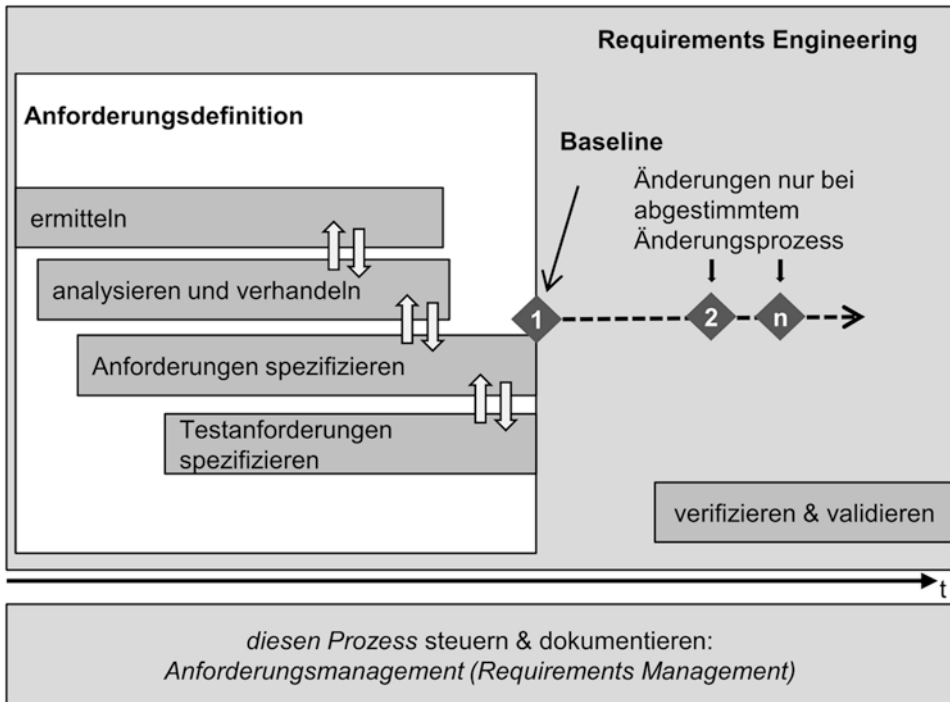 Requirements Engineering
Anforderungsdefinition
Baseline
Änderungen nur bei
abgestimmtem
Änderungsprozess
ermitteln
analysieren und verhandeln
1
2
n
Anforderungen spezifizieren
Testanforderungen
spezifizieren
verifizieren & validieren
t
diesen Prozess steuern & dokumentieren:
Anforderungsmanagement (Requirements Management)